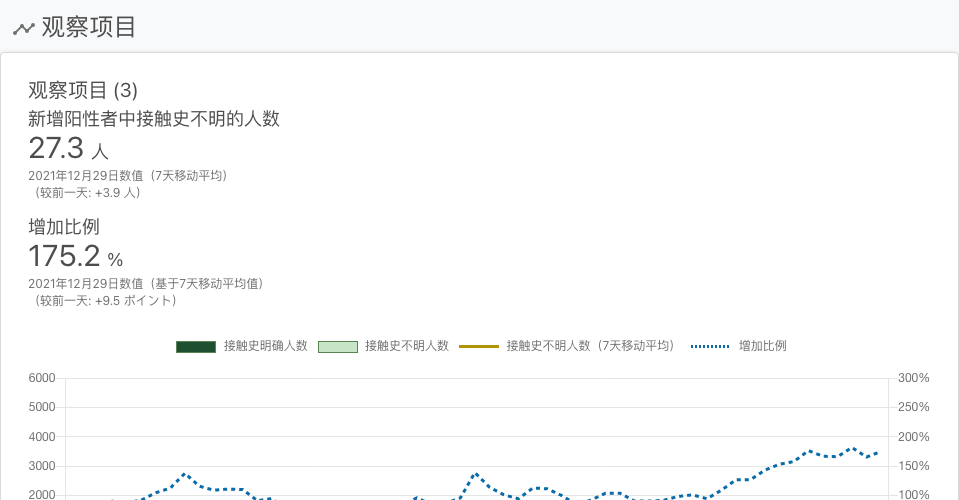 观察项目
观察项目 (3)
新增阳性者中接触史不明的人数
27.3 人
2021年12月29日数值（7天移动平均）
（较前一天: +3.9 人）
增加比例
175.2 %
2021年12月29日数值（基于7天移动平均值）
（较前一天: +9.5 ポイント）
接触史明确人数 接触史不明人数 接触史不明人数（7天移动平均） 增加比例
6000 300%
5000 250%
4000 200%
3000 150%
2000 100%